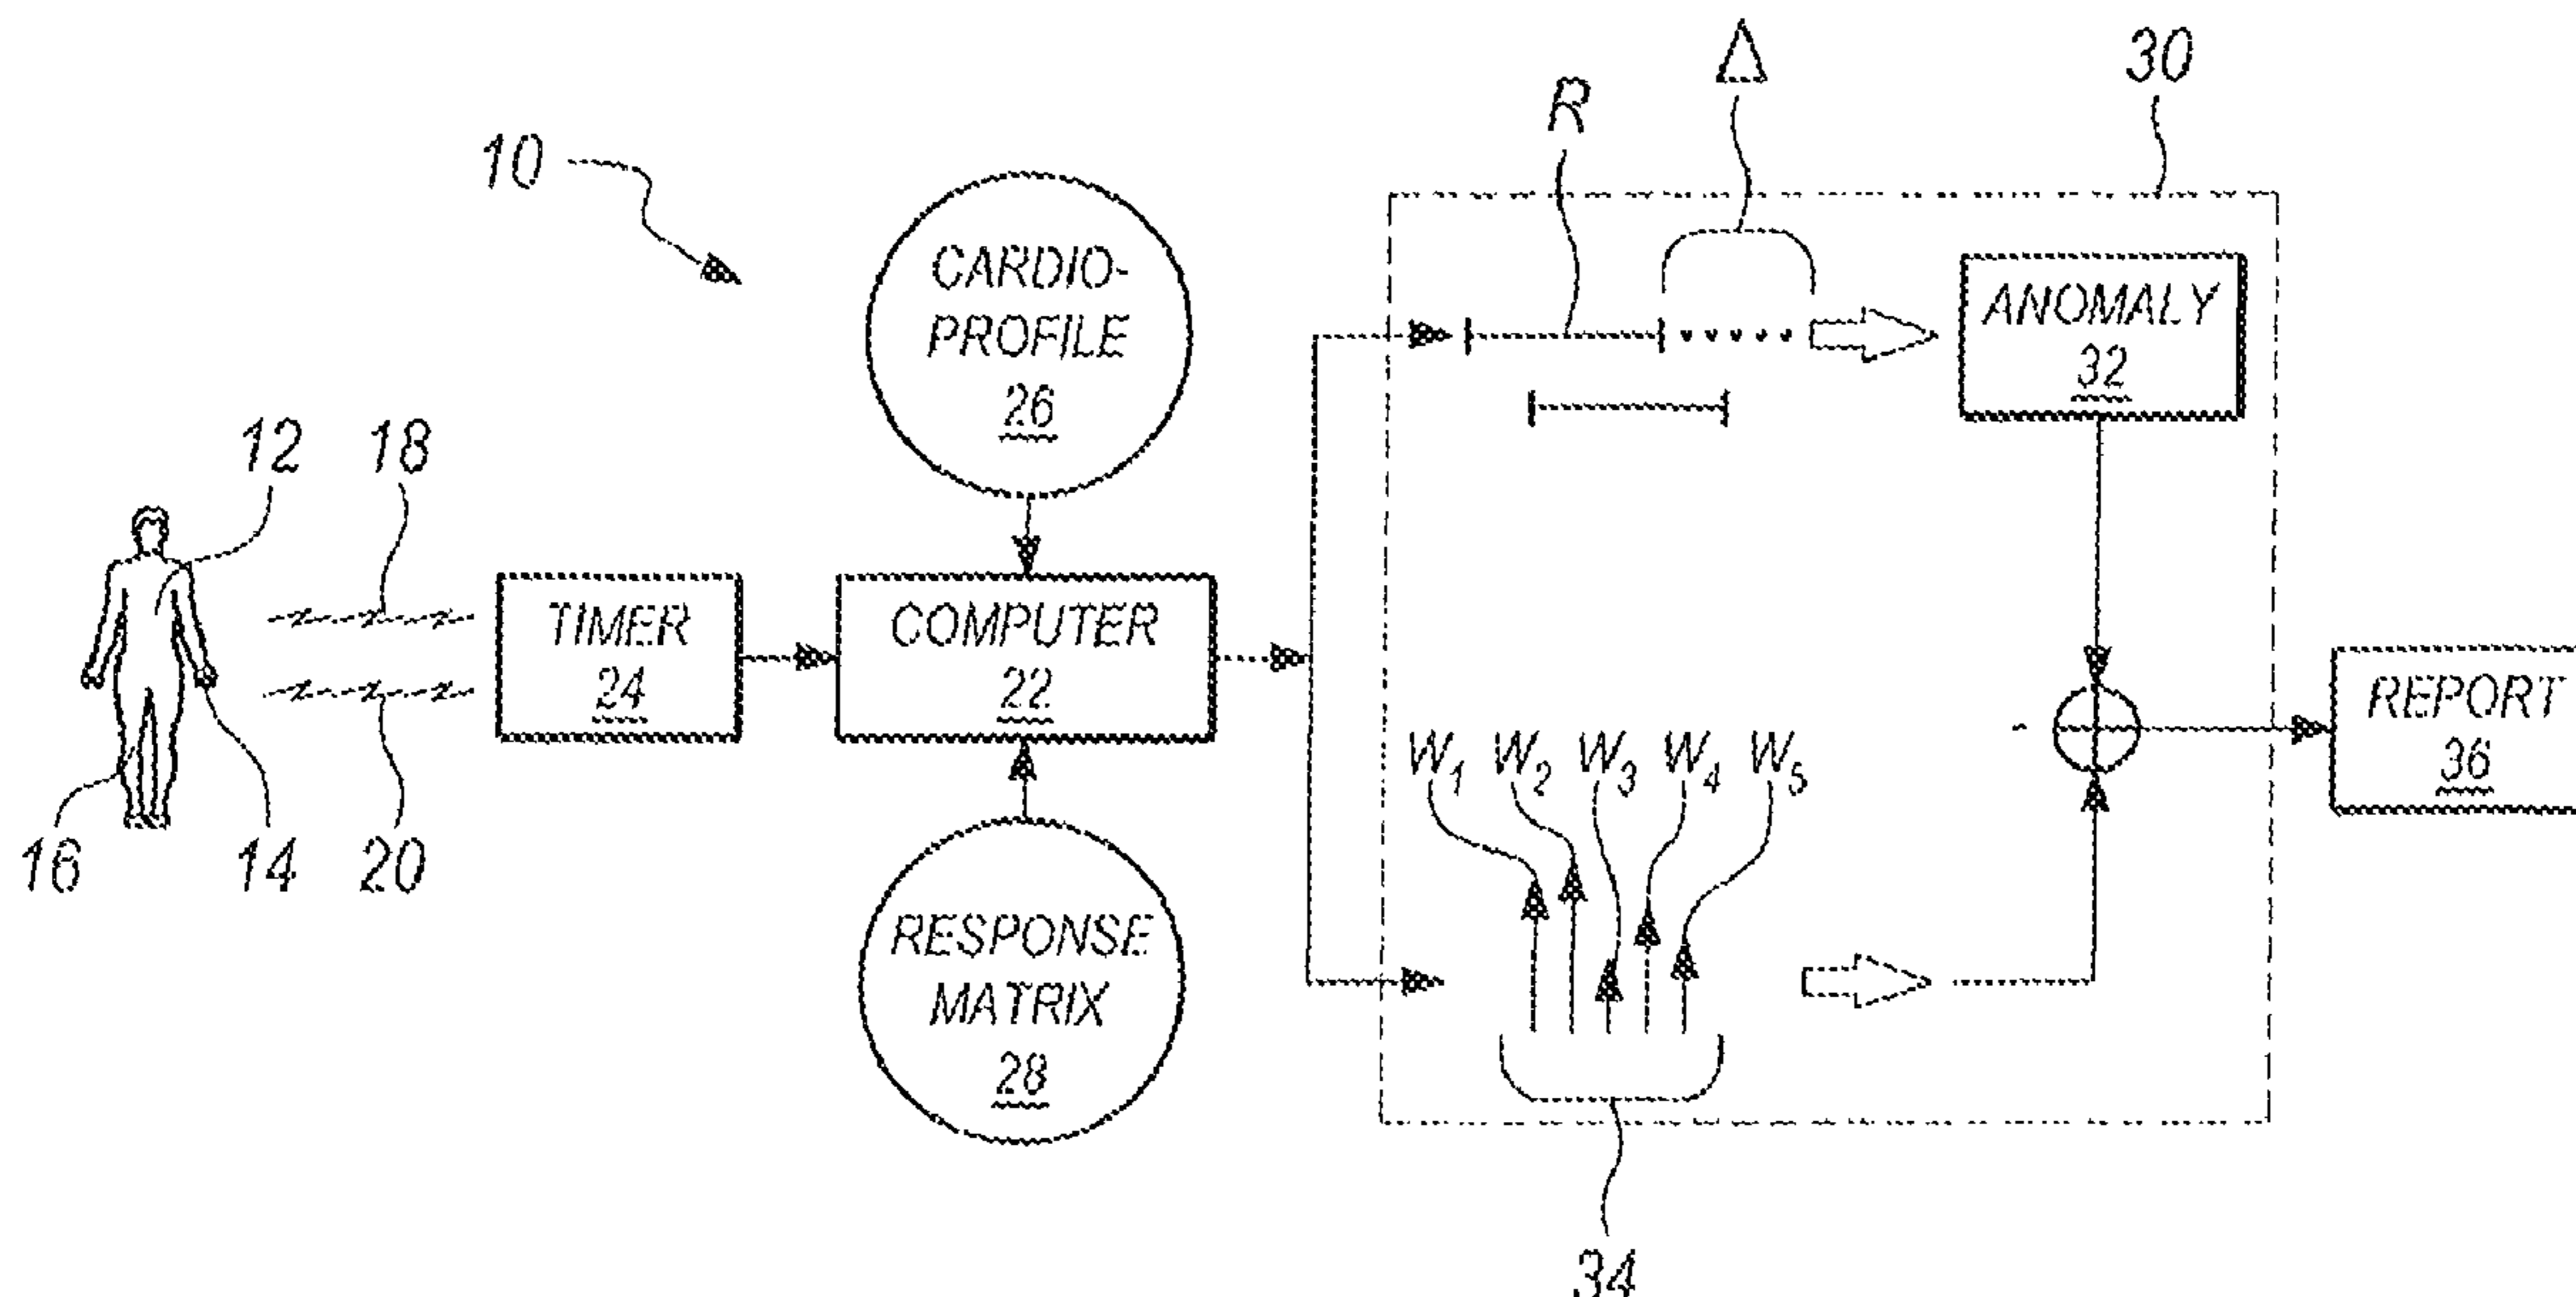 10
12
18
16
14
20
TIMER
24
CARDIO-
PROFILE
26
COMPUTER
22
RESPONSE
MATRIX
28
R
Δ
30
ANOMALY
32
W1 W2 W3 W4 W5
34
REPORT
36